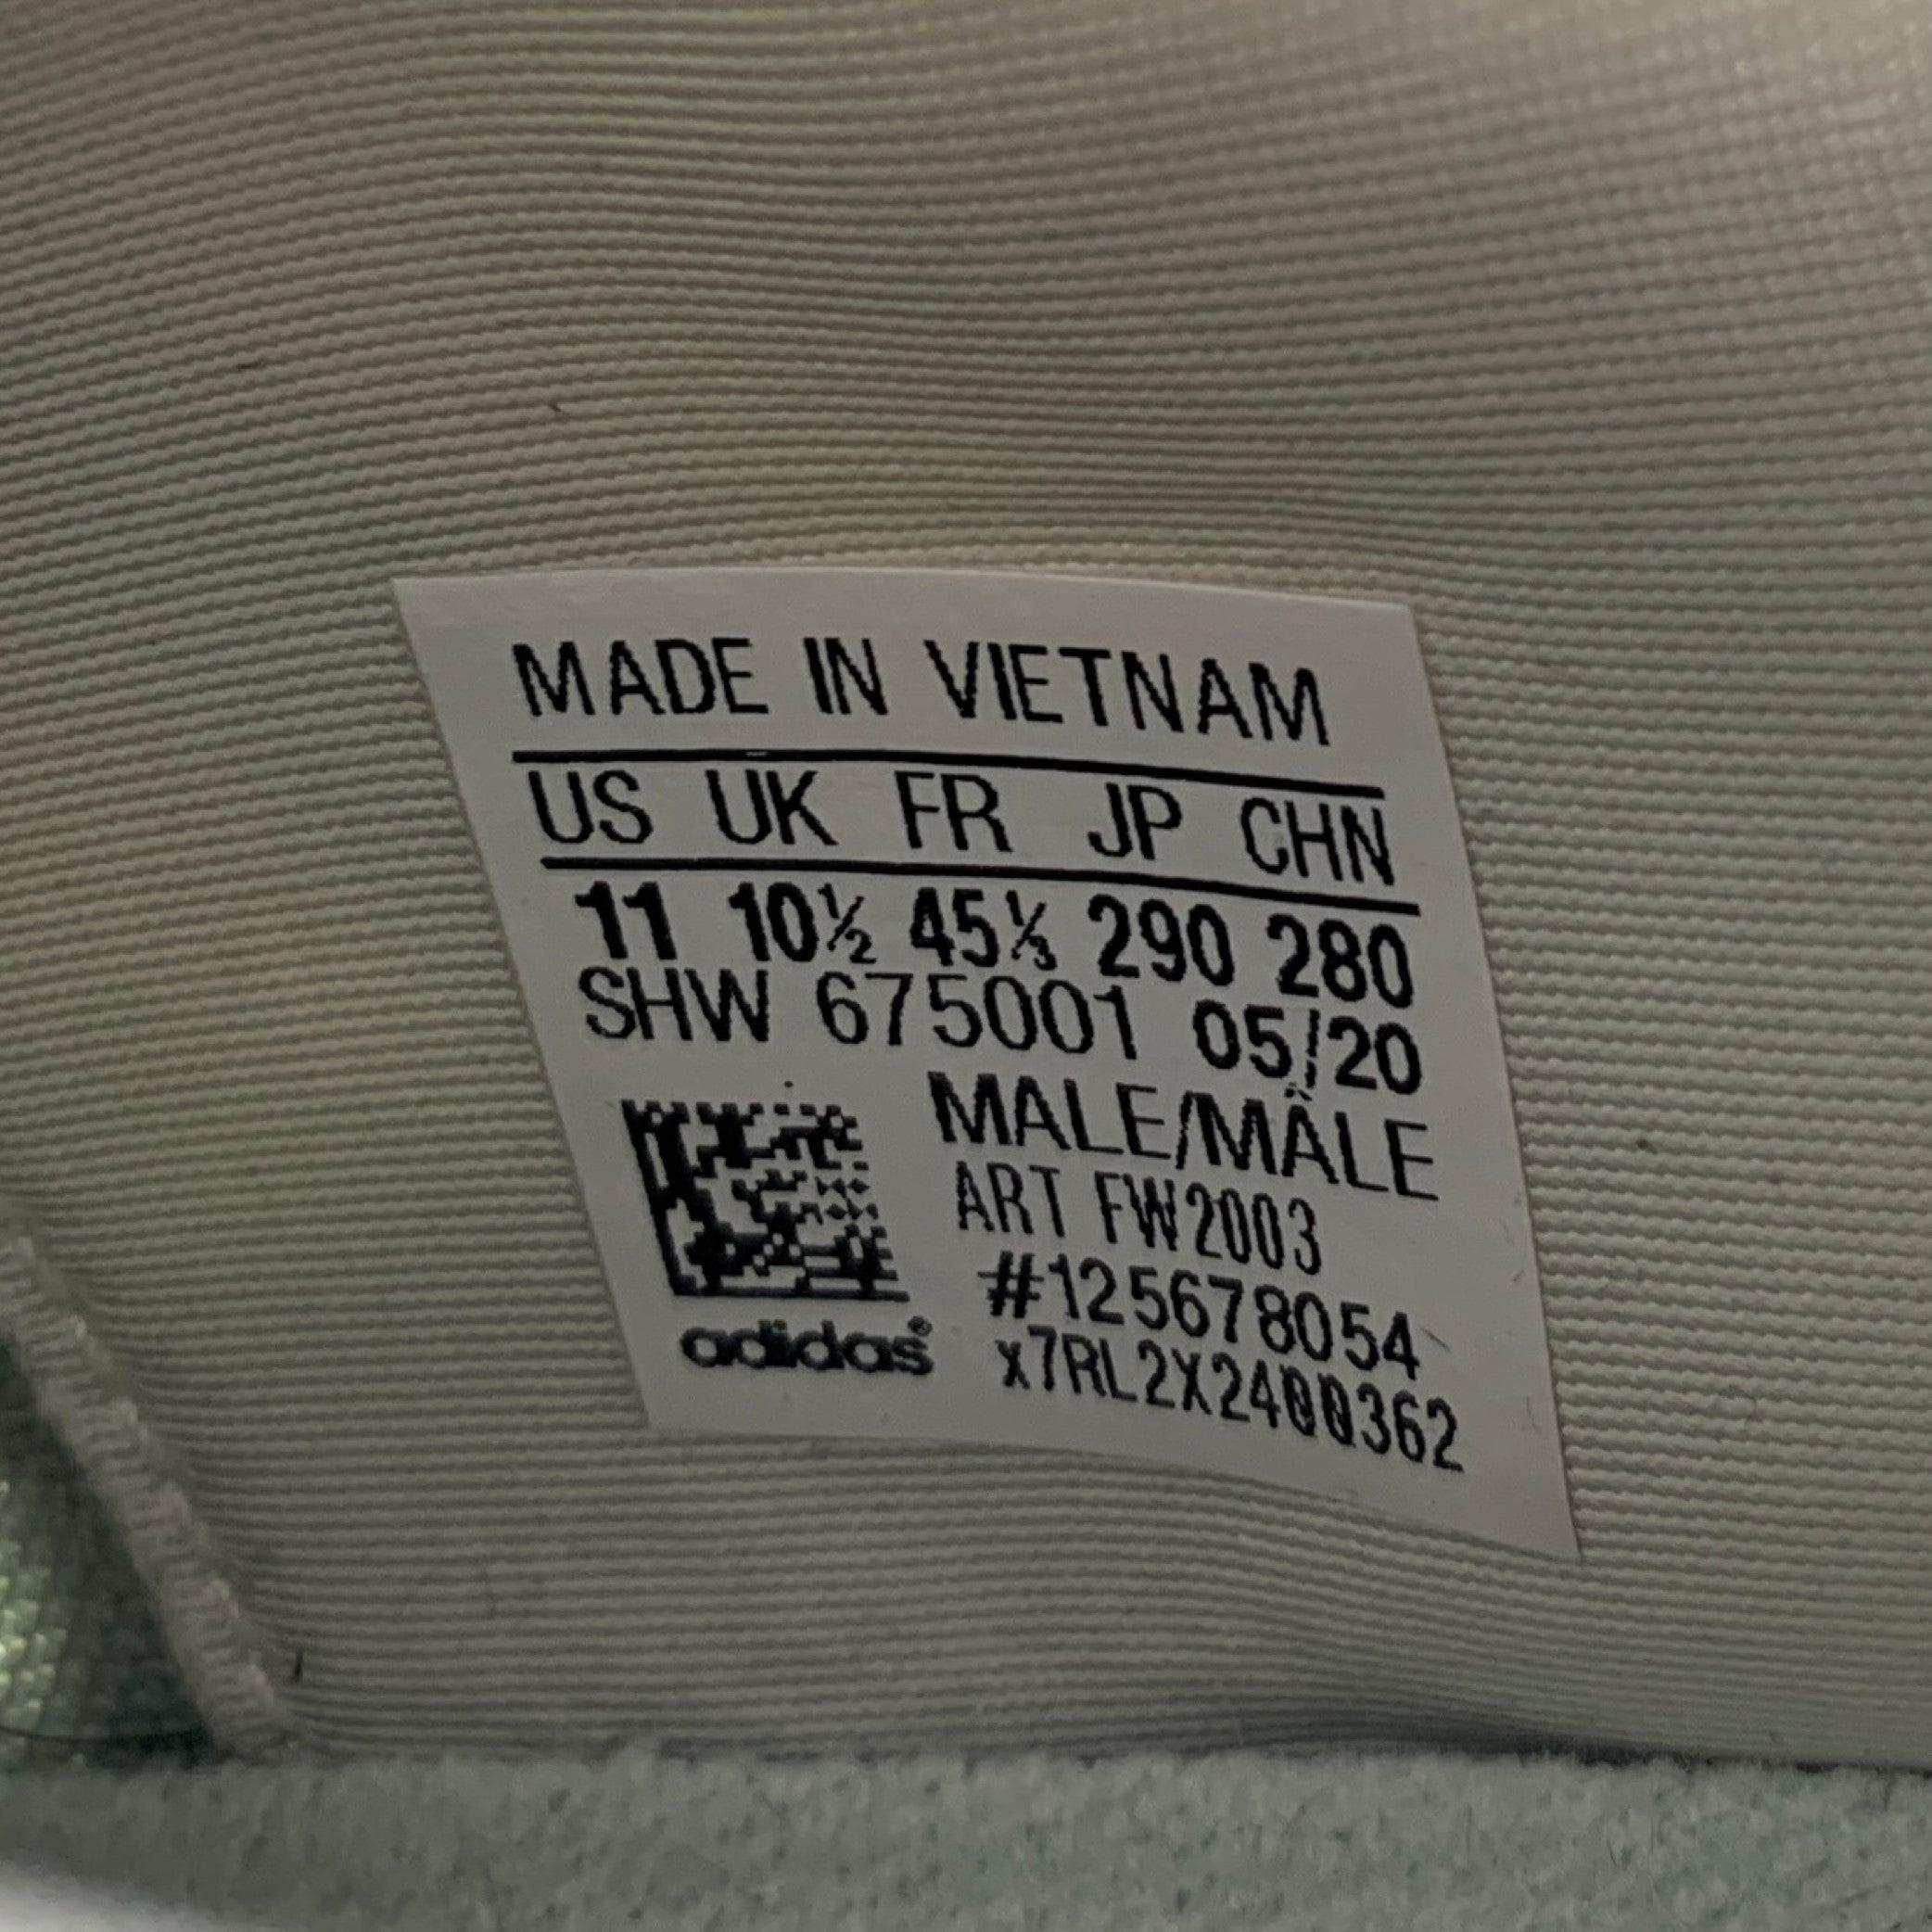 MADE IN VIETNAM
US UK FR JP CHN
11 10½ 45⅓ 290 280
SHW 675001 05/20
MALE/MÂLE
ART FW2003
#125678054
x7RL2X2400362
adidas®